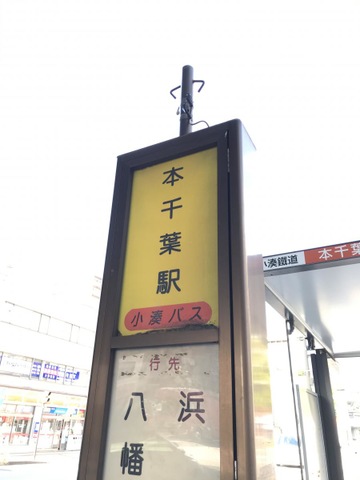 本千葉駅
小湊バス
行先
浜
八幡
小湊鐵道
本千葉